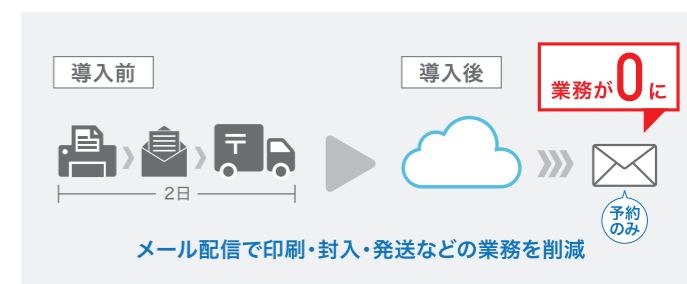 導入前
導入後
業務が0に
〒
2日
予約
のみ
メール配信で印刷・封入・発送などの業務を削減